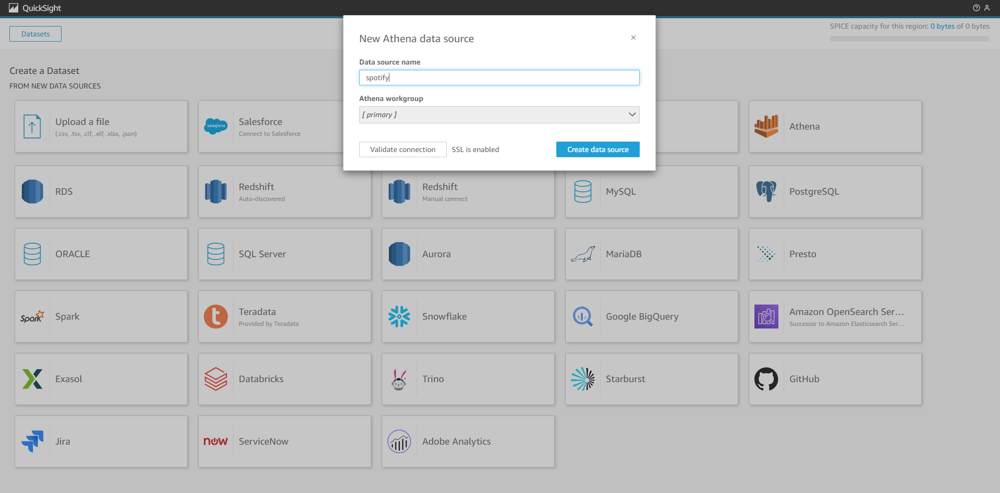 QuickSight
Datasets
SPICE capacity for this region: 0 bytes of 0 bytes
New Athena data source
Data source name
spotify
Athena workgroup
[ primary ]
Validate connection
SSL is enabled
Create data source
Create a Dataset
FROM NEW DATA SOURCES
Upload a file
(.csv, .tsv, .clf, .elf, .xlsx, .json)
salesforce
Salesforce
Connect to Salesforce
Athena
RDS
Redshift
Auto-discovered
Redshift
Manual connect
MySQL
PostgreSQL
ORACLE
SQL Server
Aurora
MariaDB
Presto
Spark
Spark
t
Teradata
Provided by Teradata
Snowflake
Google BigQuery
Amazon OpenSearch Ser...
Successor to Amazon Elasticsearch Ser...
Exasol
Databricks
Trino
Starburst
GitHub
Jira
now
ServiceNow
Adobe Analytics